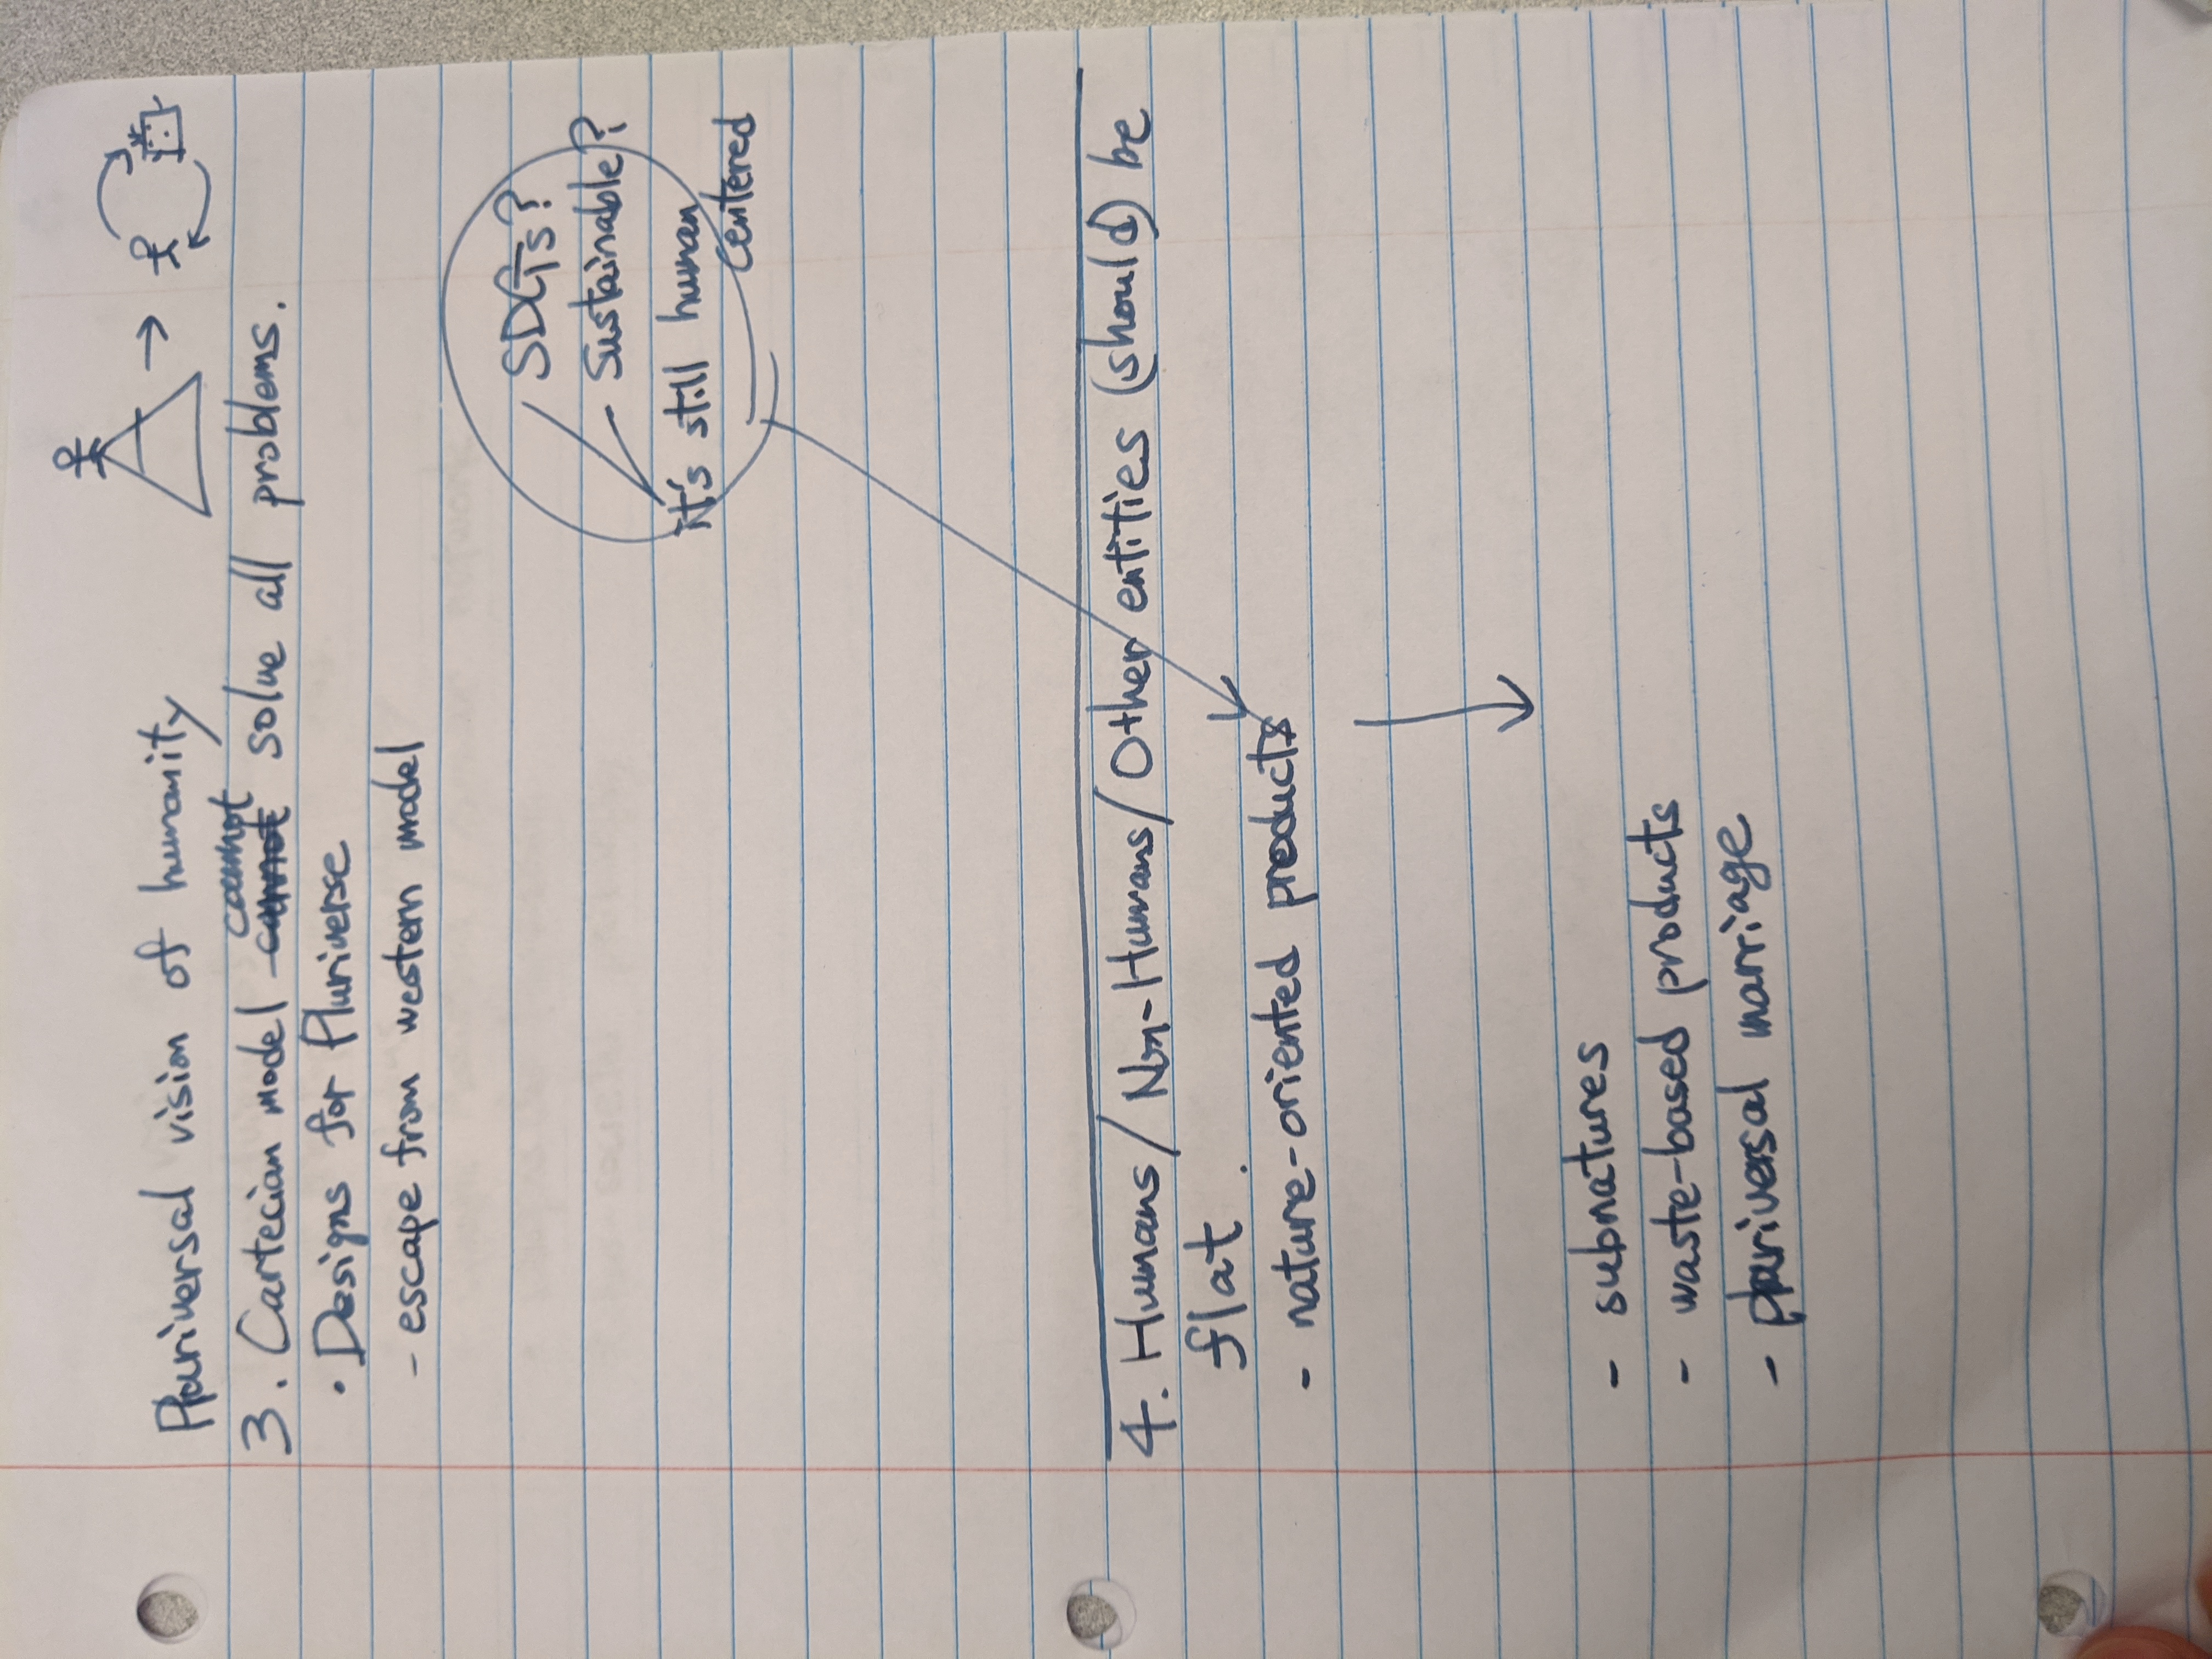 Pluriversal vision of humanity
3. Cartecian model cannot solve all problems.
• Designs for Pluriverse
- escape from western model
SDGs?
Sustainable?
it's still human
centered
4. Humans/Non-Humans/Other entities (should) be
flat.
- nature-oriented products
- subnatures
- waste-based products
- pluriversal marriage